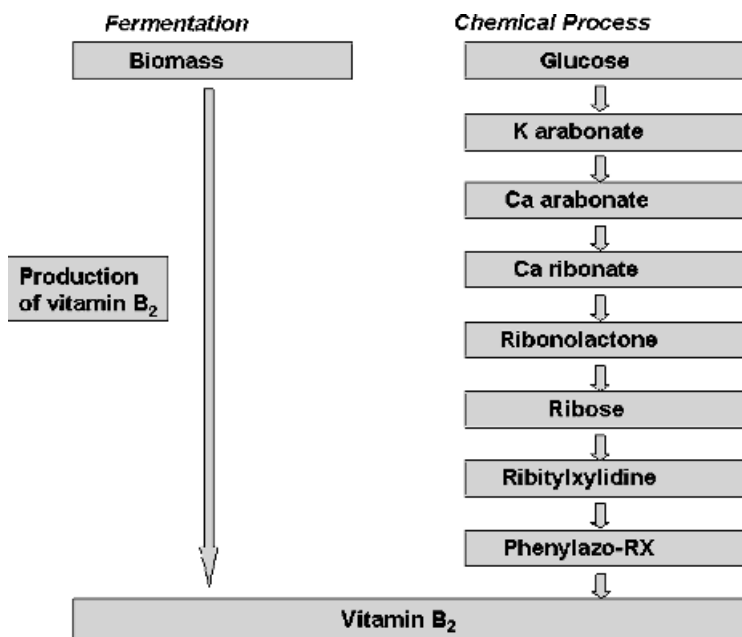 Fermentation
Chemical Process
Biomass
Glucose
K arabonate
Ca arabonate
Ca ribonate
Production
of vitamin B₂
Ribonolactone
Ribose
Ribitylxylidine
Phenylazo-RX
Vitamin B₂